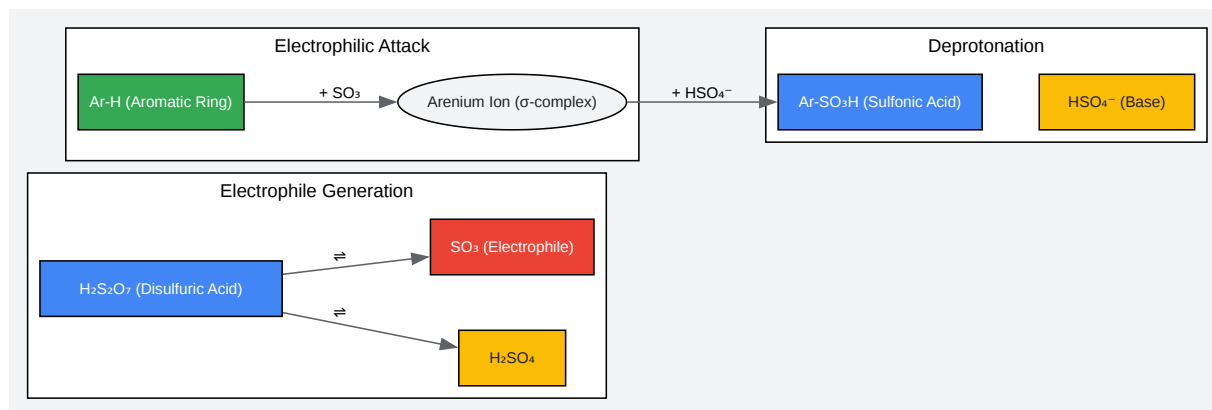 Electrophilic Attack
Ar-H (Aromatic Ring)
+ SO₃
Arenium Ion (σ-complex)
+ HSO₄⁻
Deprotonation
Ar-SO₃H (Sulfonic Acid)
HSO₄⁻ (Base)
Electrophile Generation
H₂S₂O₇ (Disulfuric Acid)
⇌
SO₃ (Electrophile)
⇌
H₂SO₄